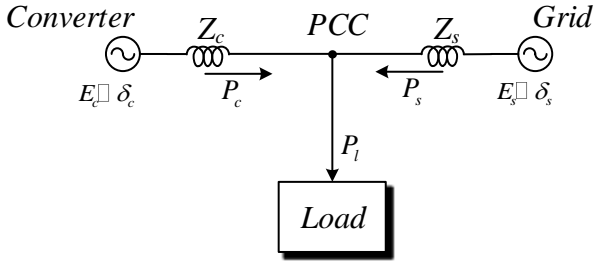 Converter
Grid
PCC
Z_c
Z_s
P_c
P_s
E_c□ δ_c
E_s□ δ_s
P_l
Load